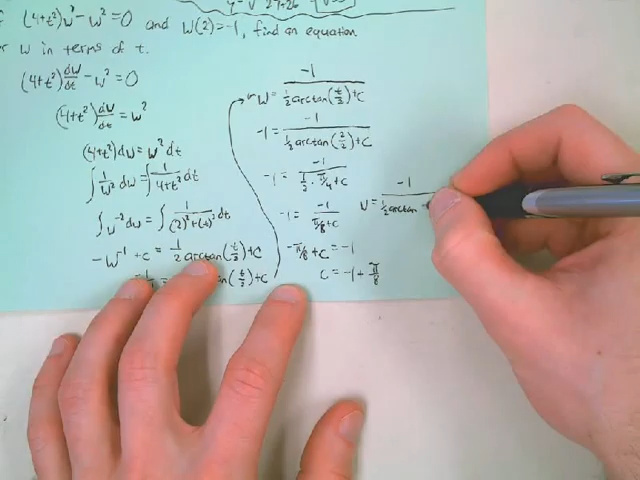 y = √ 27+26
(4+t²)w' - w² = 0 and W(2) = -1, find an equation
W in terms of t.
(4+t²) dw/dt - w² = 0
(4+t²) dw/dt = w²
(4+t²) dw = w² dt
∫ 1/w² dw = ∫ 1/(4+t²) dt
∫ w⁻² dw = ∫ 1/((2)²+(t)²) dt
-w⁻¹ + c = 1/2 arctan(t/2) + c
(t/2) + c
W = -1/(1/2 arctan(t/2) + c)
-1 = -1/(1/2 arctan(2/2) + c)
-1 = -1/(1/2 · π/4 + c)
-1 = -1/(π/8 + c)
-π/8 + c = -1
c = -1 + π/8
W = -1/(1/2 arctan